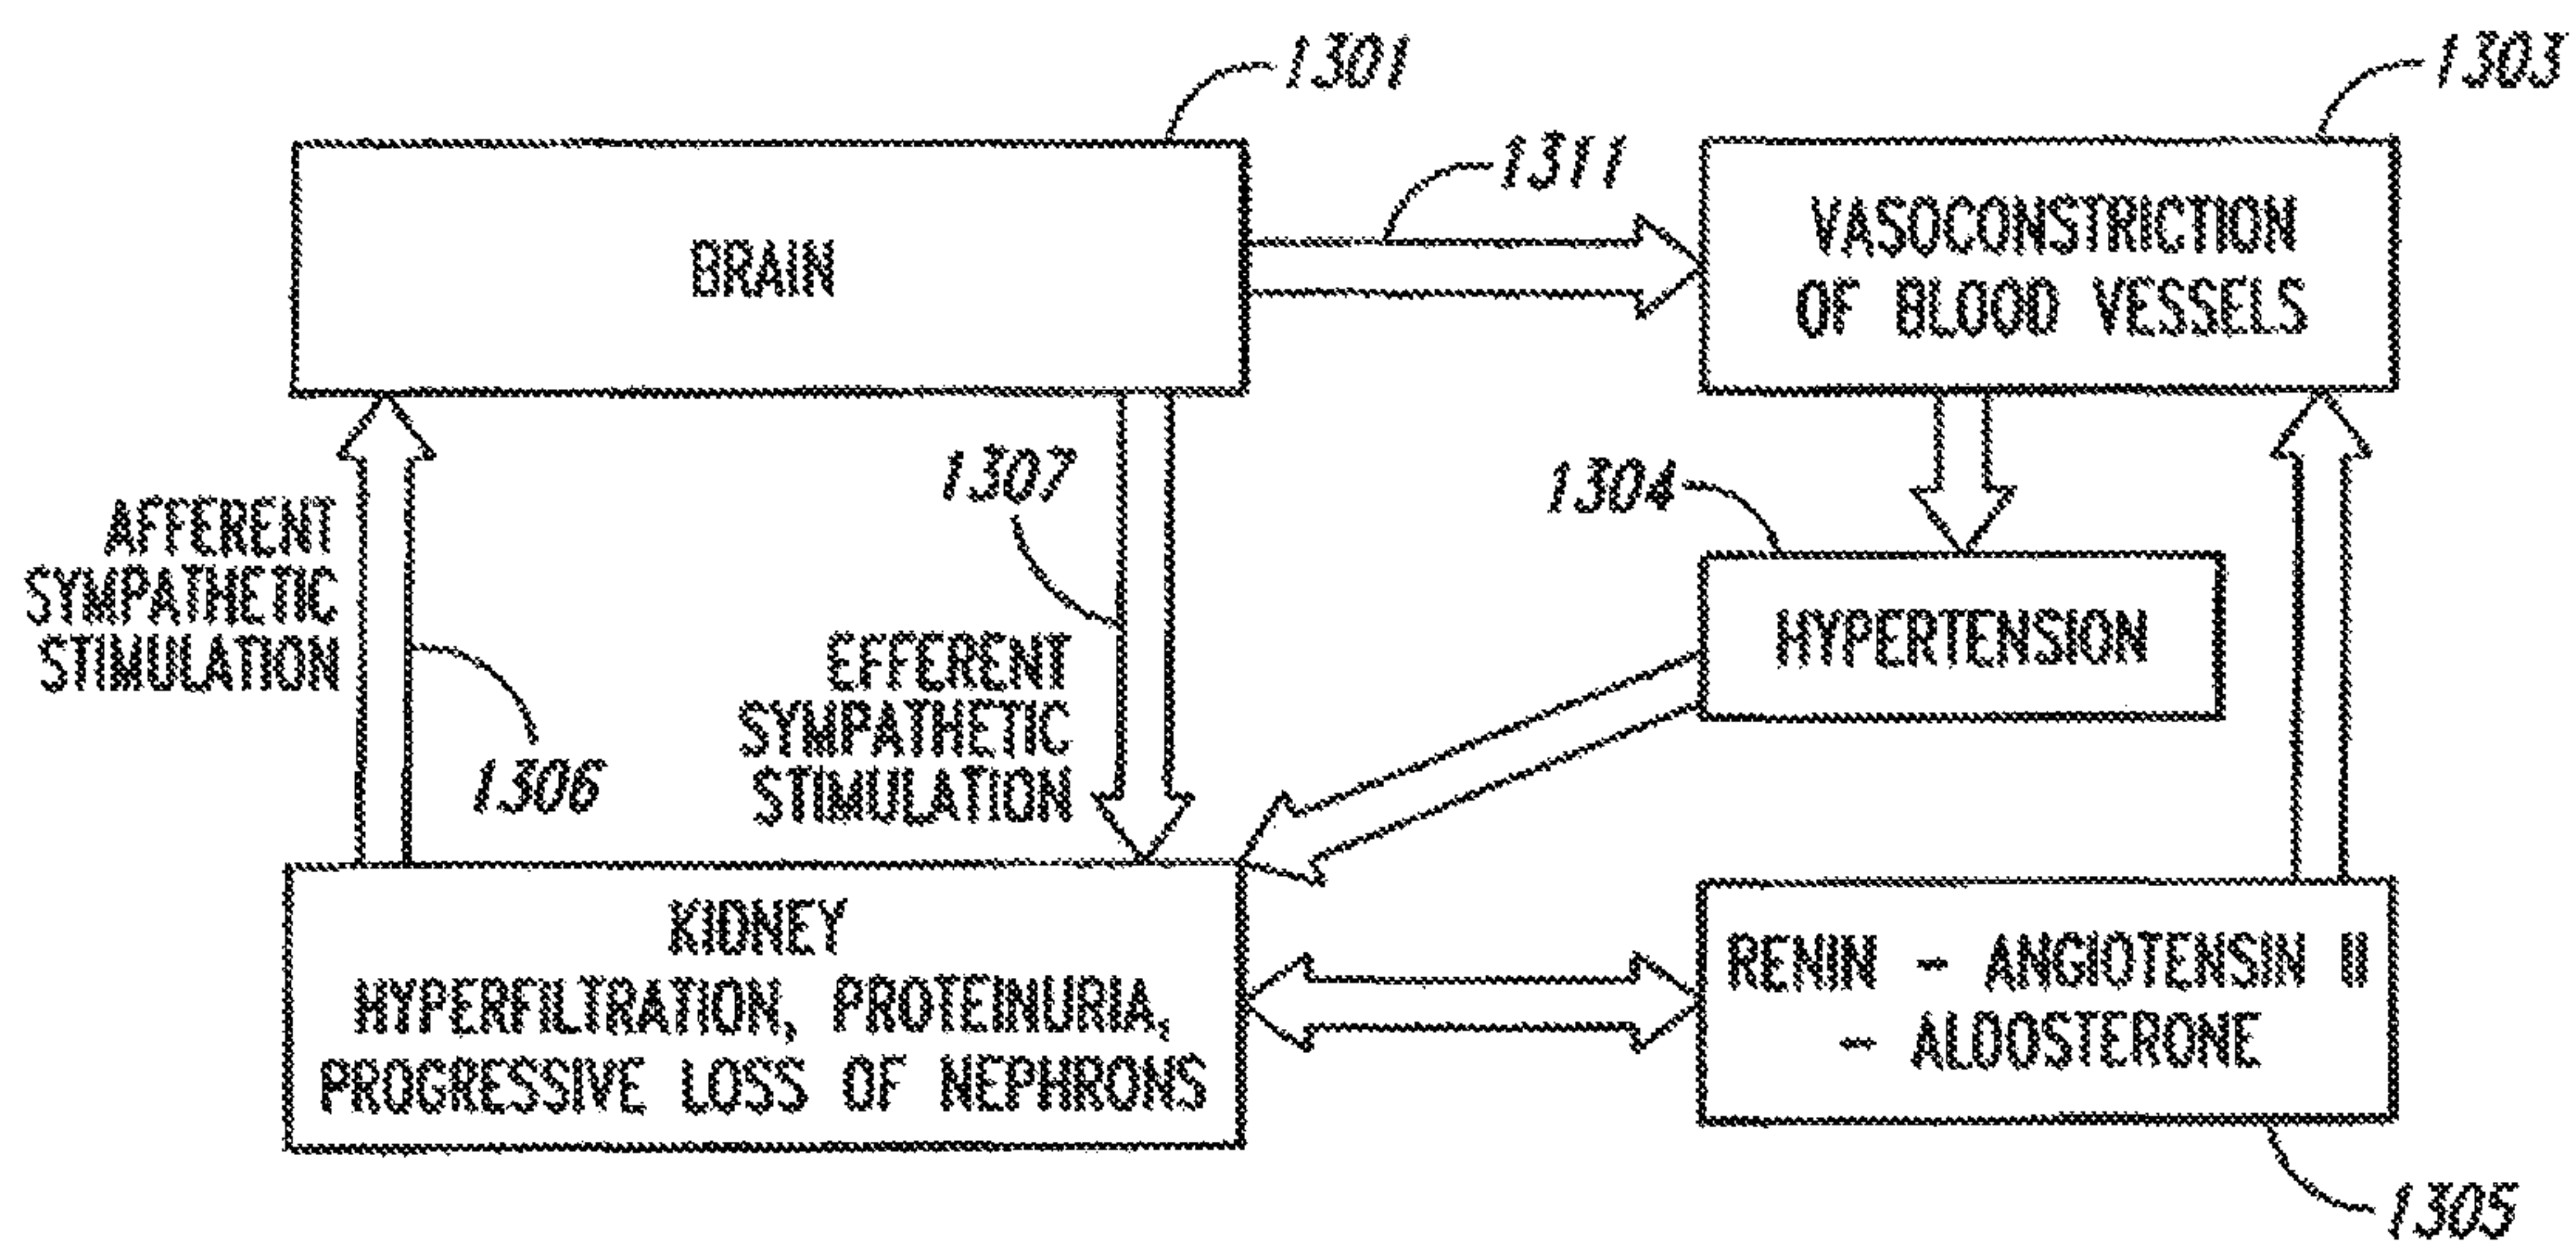 1301
1303
1311
BRAIN
VASOCONSTRICTION
OF BLOOD VESSELS
AFFERENT
SYMPATHETIC
STIMULATION
1306
1307
EFFERENT
SYMPATHETIC
STIMULATION
1304
HYPERTENSION
KIDNEY
HYPERFILTRATION, PROTEINURIA,
PROGRESSIVE LOSS OF NEPHRONS
RENIN - ANGIOTENSIN II
- ALDOSTERONE
1305